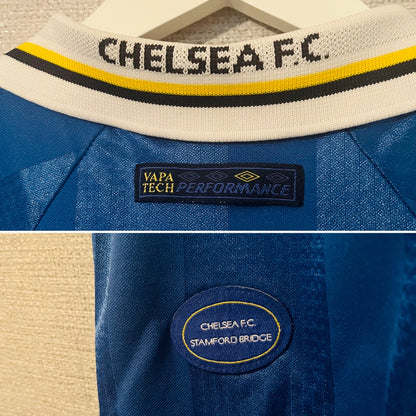 CHELSEA F.C.
VAPA
TECH PERFORMANCE
CHELSEA F.C.
STAMFORD BRIDGE